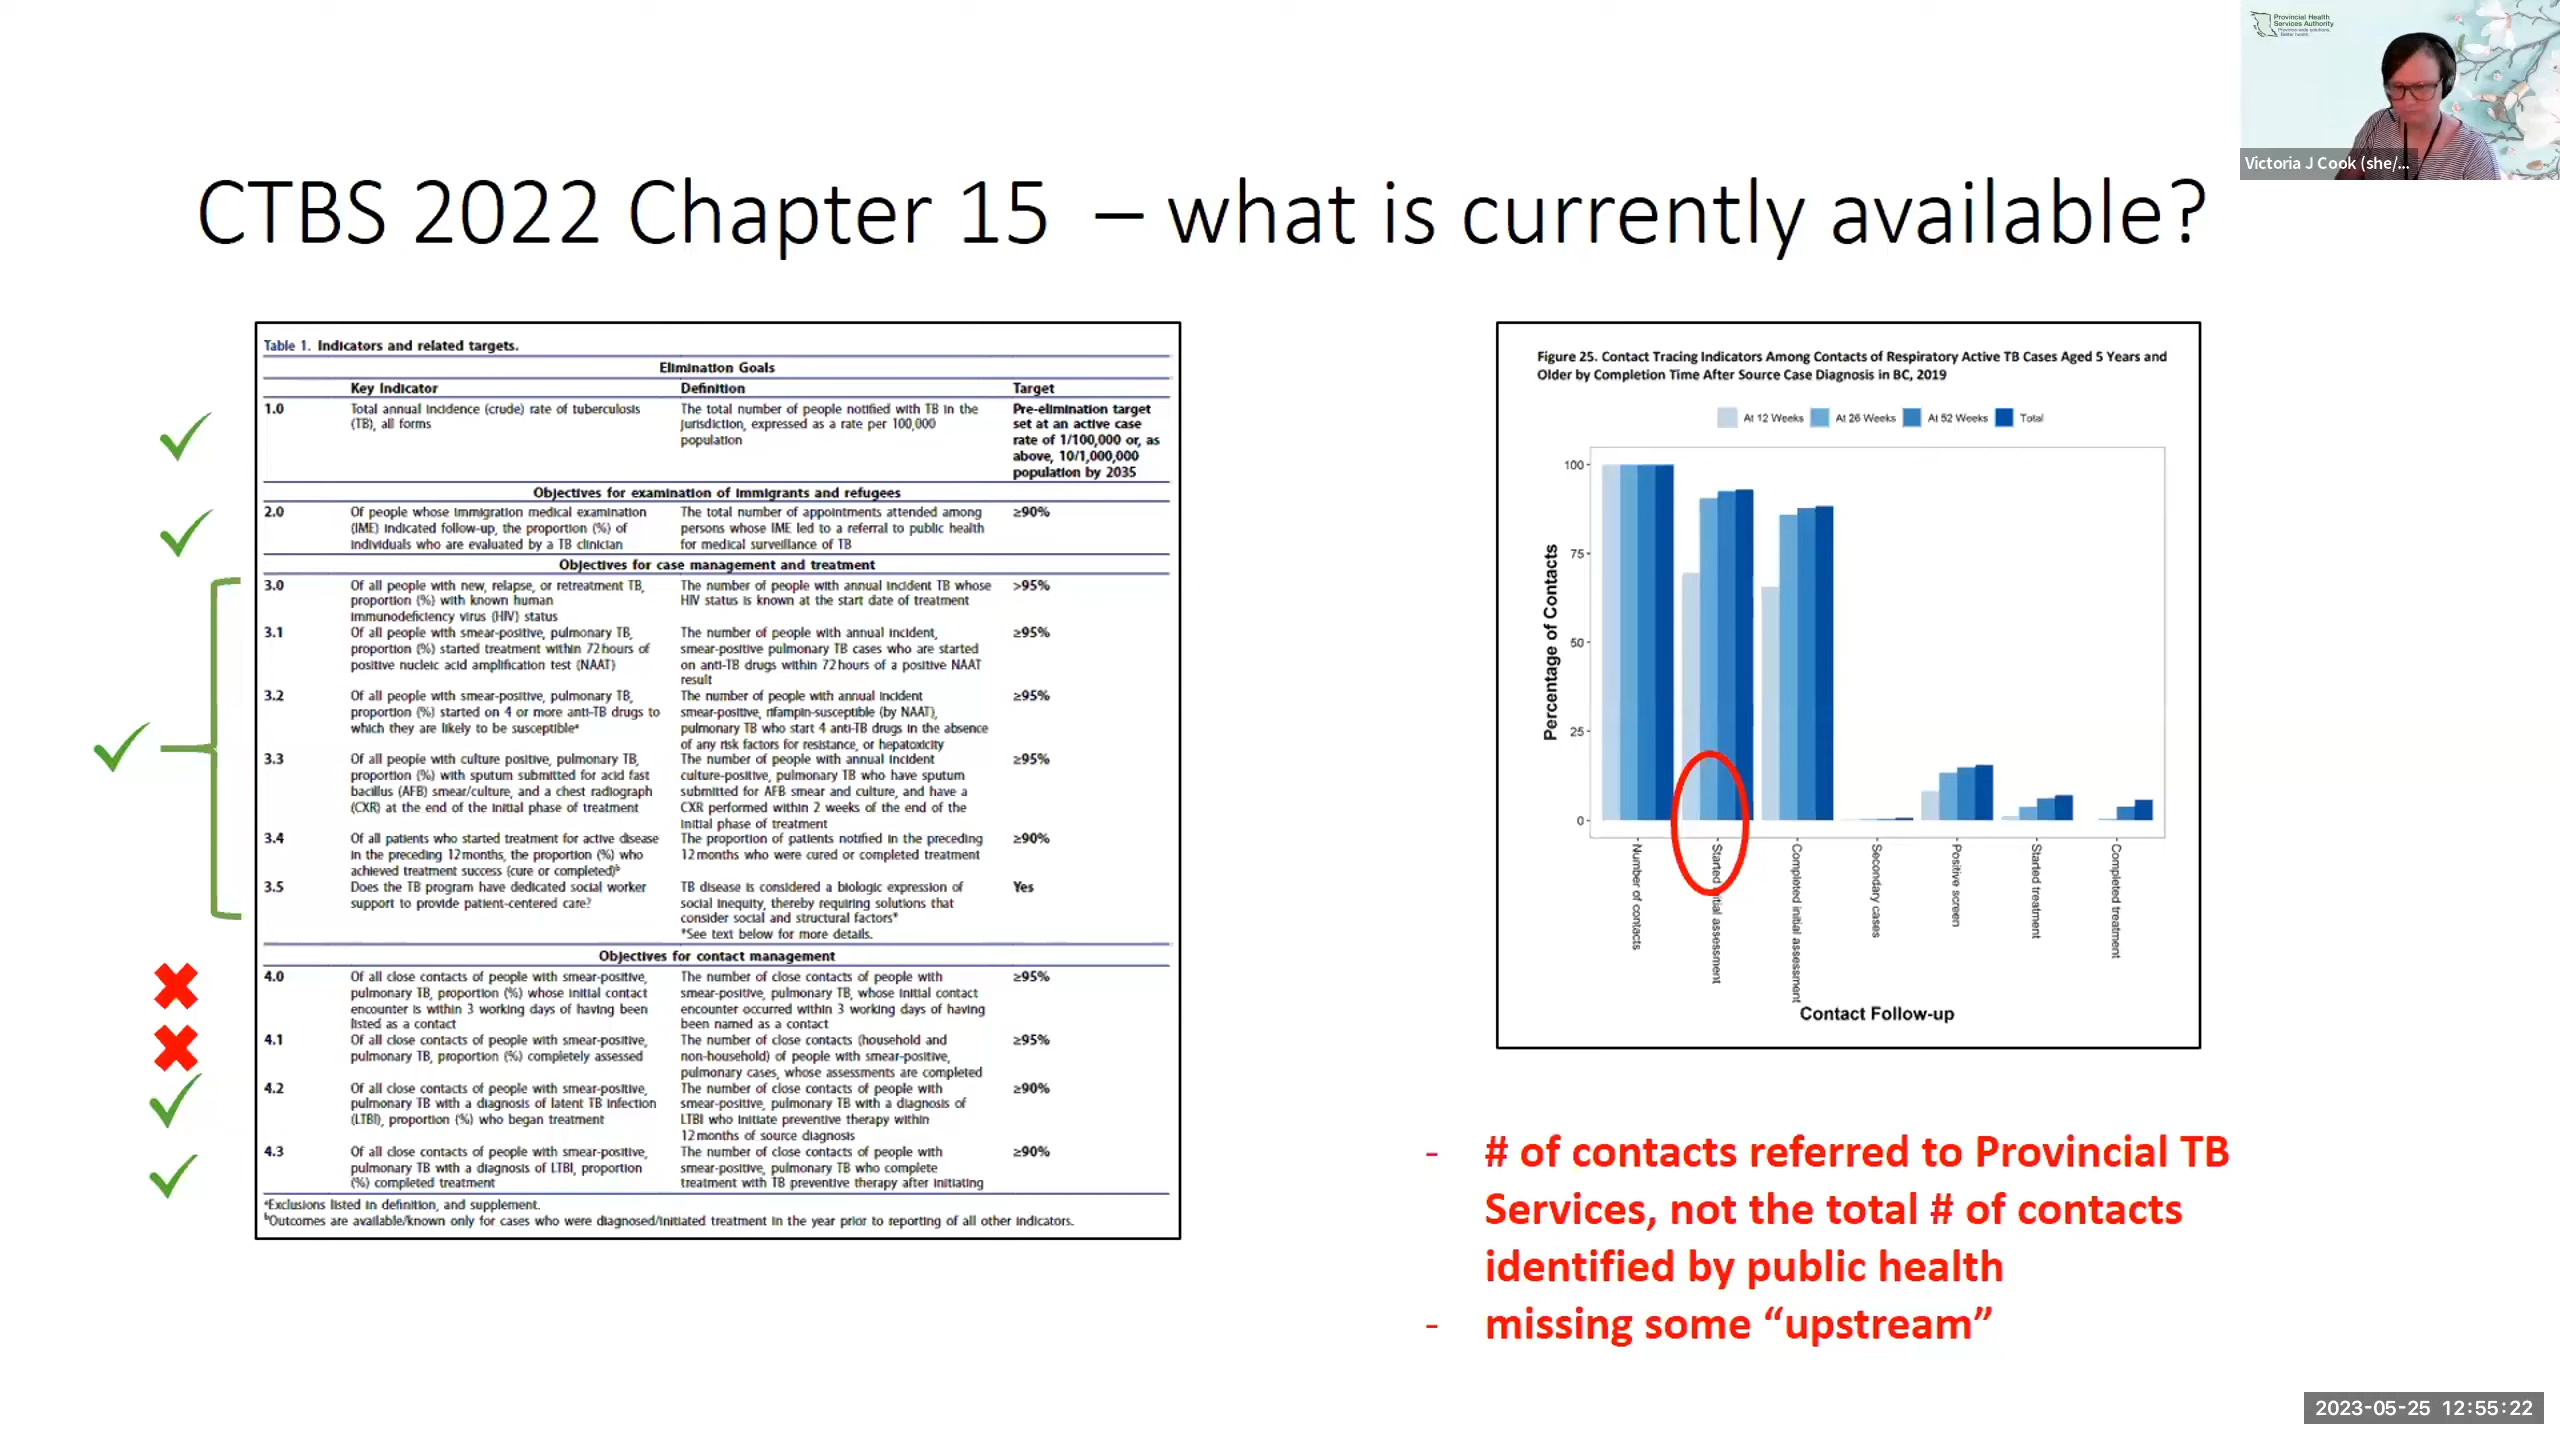 Provincial Health
Services Authority
Province-wide solutions.
Better health.
Victoria J Cook (she/...
CTBS 2022 Chapter 15 – what is currently available?
Table 1. Indicators and related targets.
Elimination Goals
Key Indicator Definition Target
1.0 Total annual incidence (crude) rate of tuberculosis The total number of people notified with TB in the Pre-elimination target
(TB), all forms jurisdiction, expressed as a rate per 100,000 set at an active case
population rate of 1/100,000 or, as
above, 10/1,000,000
population by 2035
Objectives for examination of immigrants and refugees
2.0 Of people whose immigration medical examination The total number of appointments attended among ≥90%
(IME) indicated follow-up, the proportion (%) of persons whose IME led to a referral to public health
individuals who are evaluated by a TB clinician for medical surveillance of TB
Objectives for case management and treatment
3.0 Of all people with new, relapse, or retreatment TB, The number of people with annual incident TB whose >95%
proportion (%) with known human HIV status is known at the start date of treatment
immunodeficiency virus (HIV) status
3.1 Of all people with smear-positive, pulmonary TB, The number of people with annual incident, ≥95%
proportion (%) started treatment within 72 hours of smear-positive pulmonary TB cases who are started
positive nucleic acid amplification test (NAAT) on anti-TB drugs within 72 hours of a positive NAAT
result
3.2 Of all people with smear-positive, pulmonary TB, The number of people with annual incident ≥95%
proportion (%) started on 4 or more anti-TB drugs to smear-positive, rifampin-susceptible (by NAAT),
which they are likely to be susceptibleᵃ pulmonary TB who start 4 anti-TB drugs in the absence
of any risk factors for resistance, or hepatoxicity
3.3 Of all people with culture positive, pulmonary TB, The number of people with annual incident ≥95%
proportion (%) with sputum submitted for acid fast culture-positive, pulmonary TB who have sputum
bacillus (AFB) smear/culture, and a chest radiograph submitted for AFB smear and culture, and have a
(CXR) at the end of the initial phase of treatment CXR performed within 2 weeks of the end of the
initial phase of treatment
3.4 Of all patients who started treatment for active disease The proportion of patients notified in the preceding ≥90%
in the preceding 12 months, the proportion (%) who 12 months who were cured or completed treatment
achieved treatment success (cure or completed)ᵇ
3.5 Does the TB program have dedicated social worker TB disease is considered a biologic expression of Yes
support to provide patient-centered care? social inequity, thereby requiring solutions that
consider social and structural factors*
*See text below for more details.
Objectives for contact management
4.0 Of all close contacts of people with smear-positive, The number of close contacts of people with ≥95%
pulmonary TB, proportion (%) whose initial contact smear-positive, pulmonary TB, whose initial contact
encounter is within 3 working days of having been encounter occurred within 3 working days of having
listed as a contact been named as a contact
4.1 Of all close contacts of people with smear-positive, The number of close contacts (household and ≥95%
pulmonary TB, proportion (%) completely assessed non-household) of people with smear-positive,
pulmonary cases, whose assessments are completed
4.2 Of all close contacts of people with smear-positive, The number of close contacts of people with ≥90%
pulmonary TB with a diagnosis of latent TB infection smear-positive, pulmonary TB with a diagnosis of
(LTBI), proportion (%) who began treatment LTBI who initiate preventive therapy within
12 months of source diagnosis
4.3 Of all close contacts of people with smear-positive, The number of close contacts of people with ≥90%
pulmonary TB with a diagnosis of LTBI, proportion smear-positive, pulmonary TB who complete
(%) completed treatment treatment with TB preventive therapy after initiating
ᵃExclusions listed in definition, and supplement.
ᵇOutcomes are available/known only for cases who were diagnosed/initiated treatment in the year prior to reporting of all other indicators.
Figure 25. Contact Tracing Indicators Among Contacts of Respiratory Active TB Cases Aged 5 Years and
Older by Completion Time After Source Case Diagnosis in BC, 2019
At 12 Weeks At 26 Weeks At 52 Weeks Total
Percentage of Contacts
100
75
50
25
0
Number of contacts
Started initial assessment
Completed initial assessment
Secondary cases
Positive screen
Started treatment
Completed treatment
Contact Follow-up
- # of contacts referred to Provincial TB
Services, not the total # of contacts
identified by public health
- missing some “upstream”
2023-05-25 12:55:22